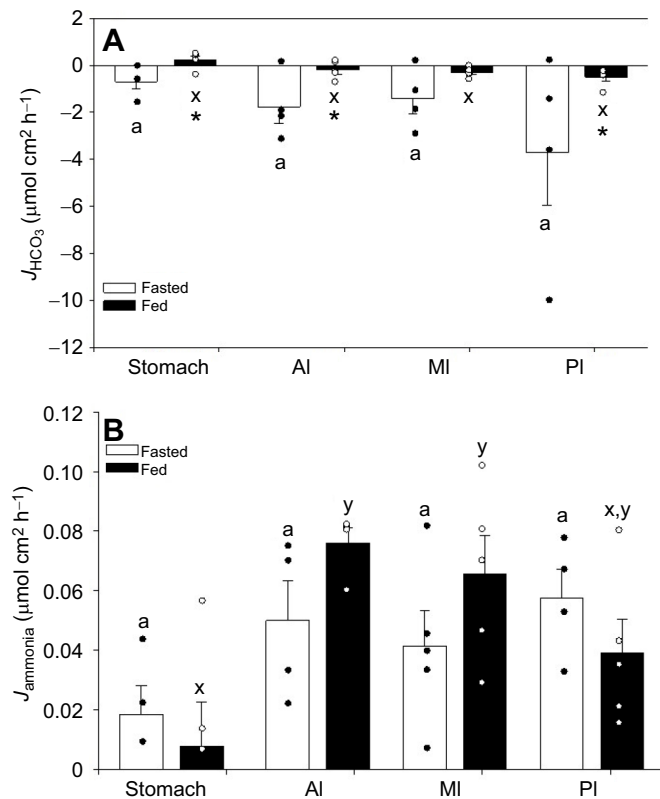 A
2
0
−2
−4
−6
−8
−10
−12
J_HCO3 (µmol cm² h⁻¹)
a
x
*
a
x
*
a
x
a
x
*
Fasted
Fed
Stomach AI MI PI
B
0.12
0.10
0.08
0.06
0.04
0.02
0
J_ammonia (µmol cm² h⁻¹)
Fasted
Fed
a
x
a
y
a
y
a
x,y
Stomach AI MI PI